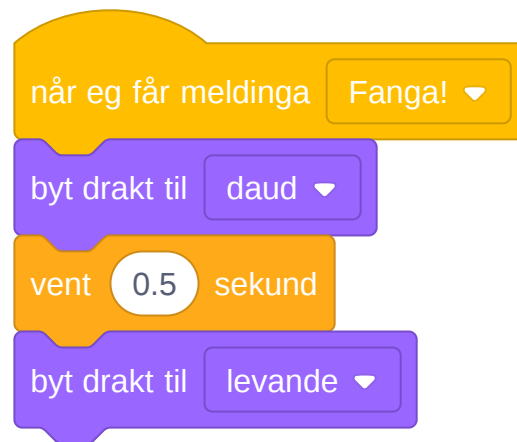 når eg får meldinga Fanga!
byt drakt til daud
vent 0.5 sekund
byt drakt til levande